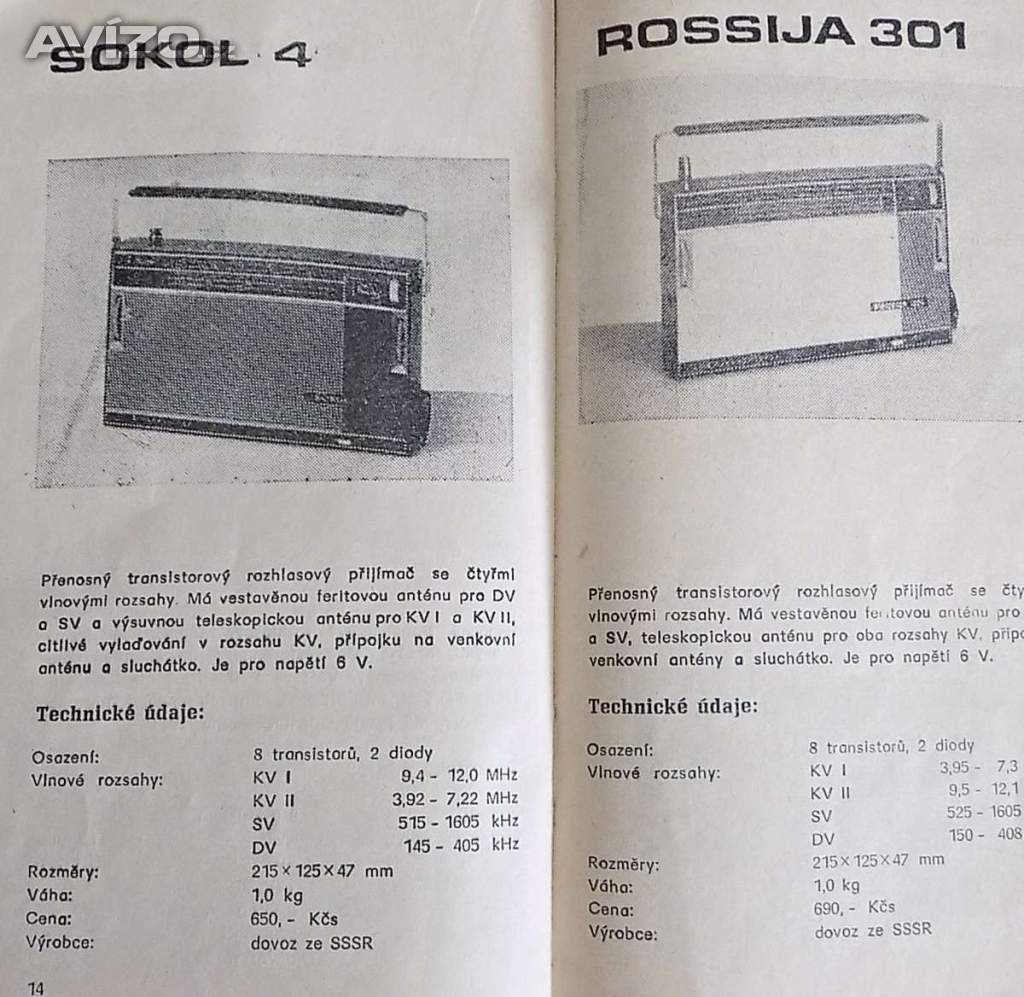 AVÍZO.cz
SOKOL 4
Přenosný transistorový rozhlasový přijímač se čtyřmi
vlnovými rozsahy. Má vestavěnou feritovou anténu pro DV
a SV a výsuvnou teleskopickou anténu pro KV I a KV II,
citlivé vylaďování v rozsahu KV, přípojku na venkovní
anténu a sluchátko. Je pro napětí 6 V.
Technické údaje:
Osazení: 8 transistorů, 2 diody
Vlnové rozsahy: KV I 9,4 - 12,0 MHz
KV II 3,92 - 7,22 MHz
SV 515 - 1605 kHz
DV 145 - 405 kHz
Rozměry: 215 × 125 × 47 mm
Váha: 1,0 kg
Cena: 650,- Kčs
Výrobce: dovoz ze SSSR
14
ROSSIJA 301
Přenosný transistorový rozhlasový přijímač se čty
vlnovými rozsahy. Má vestavěnou feritovou anténu pro
a SV, teleskopickou anténu pro oba rozsahy KV, přípo
venkovní antény a sluchátko. Je pro napětí 6 V.
Technické údaje:
Osazení: 8 transistorů, 2 diody
Vlnové rozsahy: KV I 3,95 - 7,3
KV II 9,5 - 12,1
SV 525 - 1605
DV 150 - 408
Rozměry: 215 × 125 × 47 mm
Váha: 1,0 kg
Cena: 690,- Kčs
Výrobce: dovoz ze SSSR